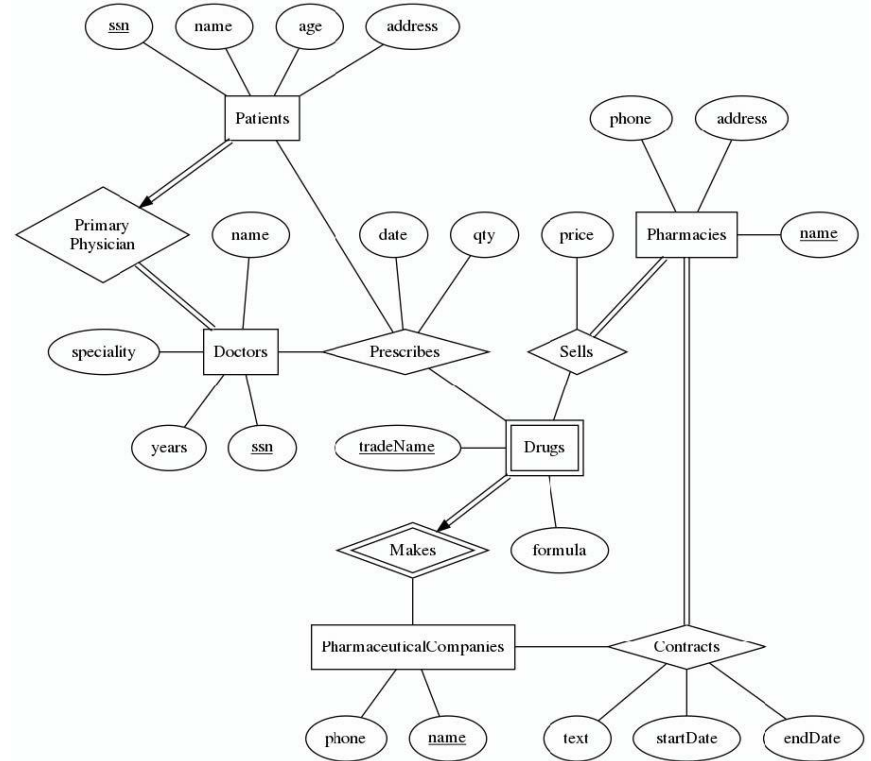 ssn
name
age
address
Patients
phone
address
Primary
Physician
name
date
qty
price
Pharmacies
name
speciality
Doctors
Prescribes
Sells
years
ssn
tradeName
Drugs
Makes
formula
PharmaceuticalCompanies
Contracts
phone
name
text
startDate
endDate